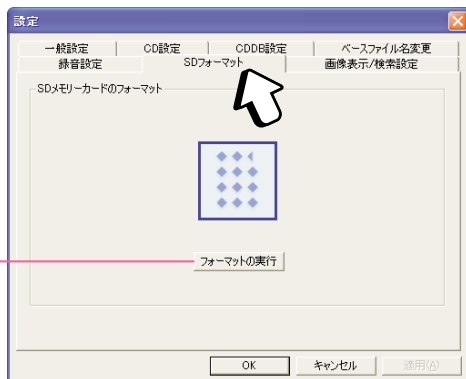 設定
一般設定 CD設定 CDDB設定 ベースファイル名変更
録音設定 SDフォーマット 画像表示/検索設定
SDメモリーカードのフォーマット
フォーマットの実行
OK キャンセル 適用(A)